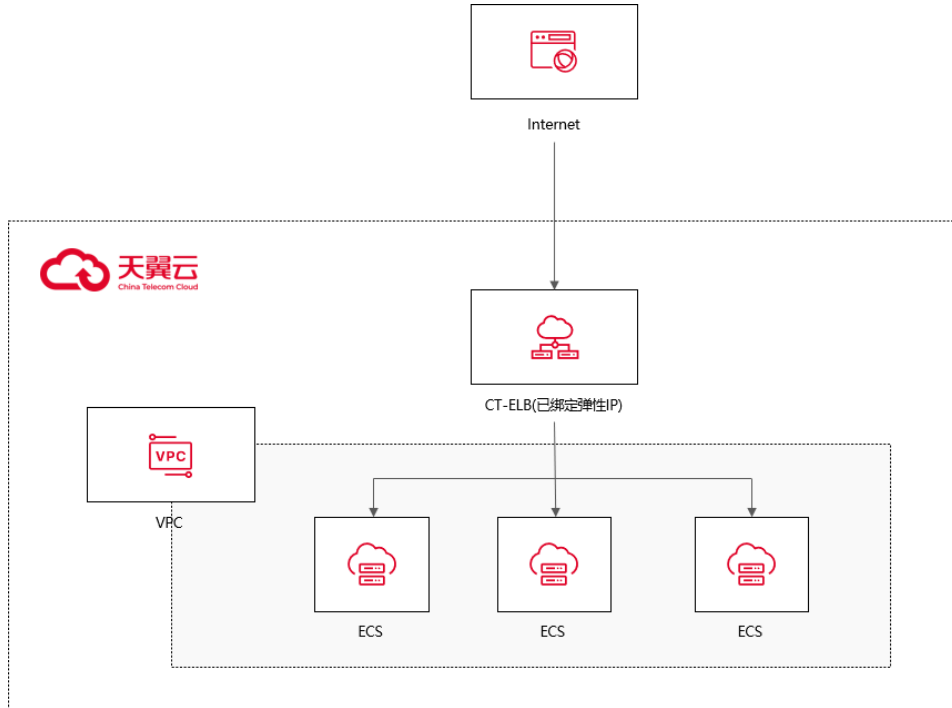 Internet
天翼云
China Telecom Cloud
CT-ELB(已绑定弹性IP)
VPC
VPC
ECS
ECS
ECS